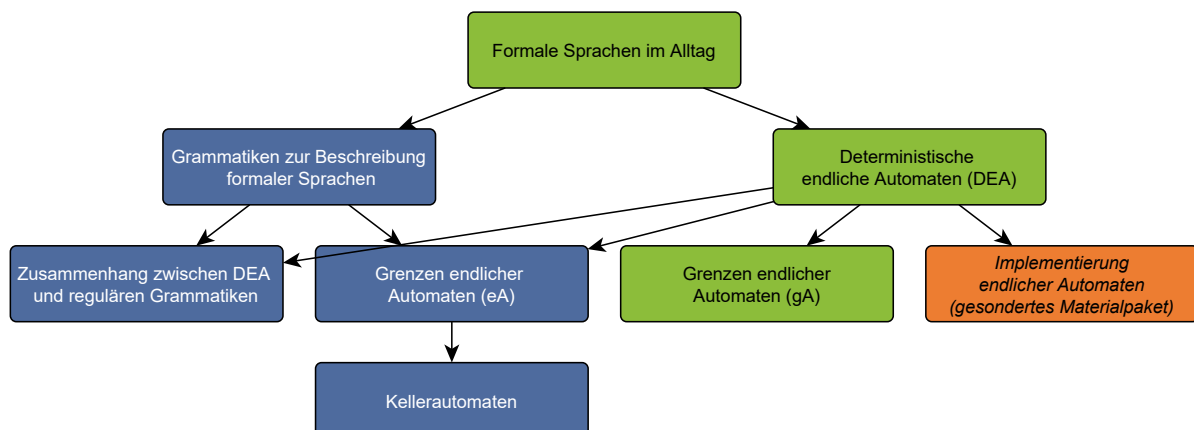 Formale Sprachen im Alltag
Grammatiken zur Beschreibung
formaler Sprachen
Deterministische
endliche Automaten (DEA)
Zusammenhang zwischen DEA
und regulären Grammatiken
Grenzen endlicher
Automaten (eA)
Grenzen endlicher
Automaten (gA)
Implementierung
endlicher Automaten
(gesondertes Materialpaket)
Kellerautomaten